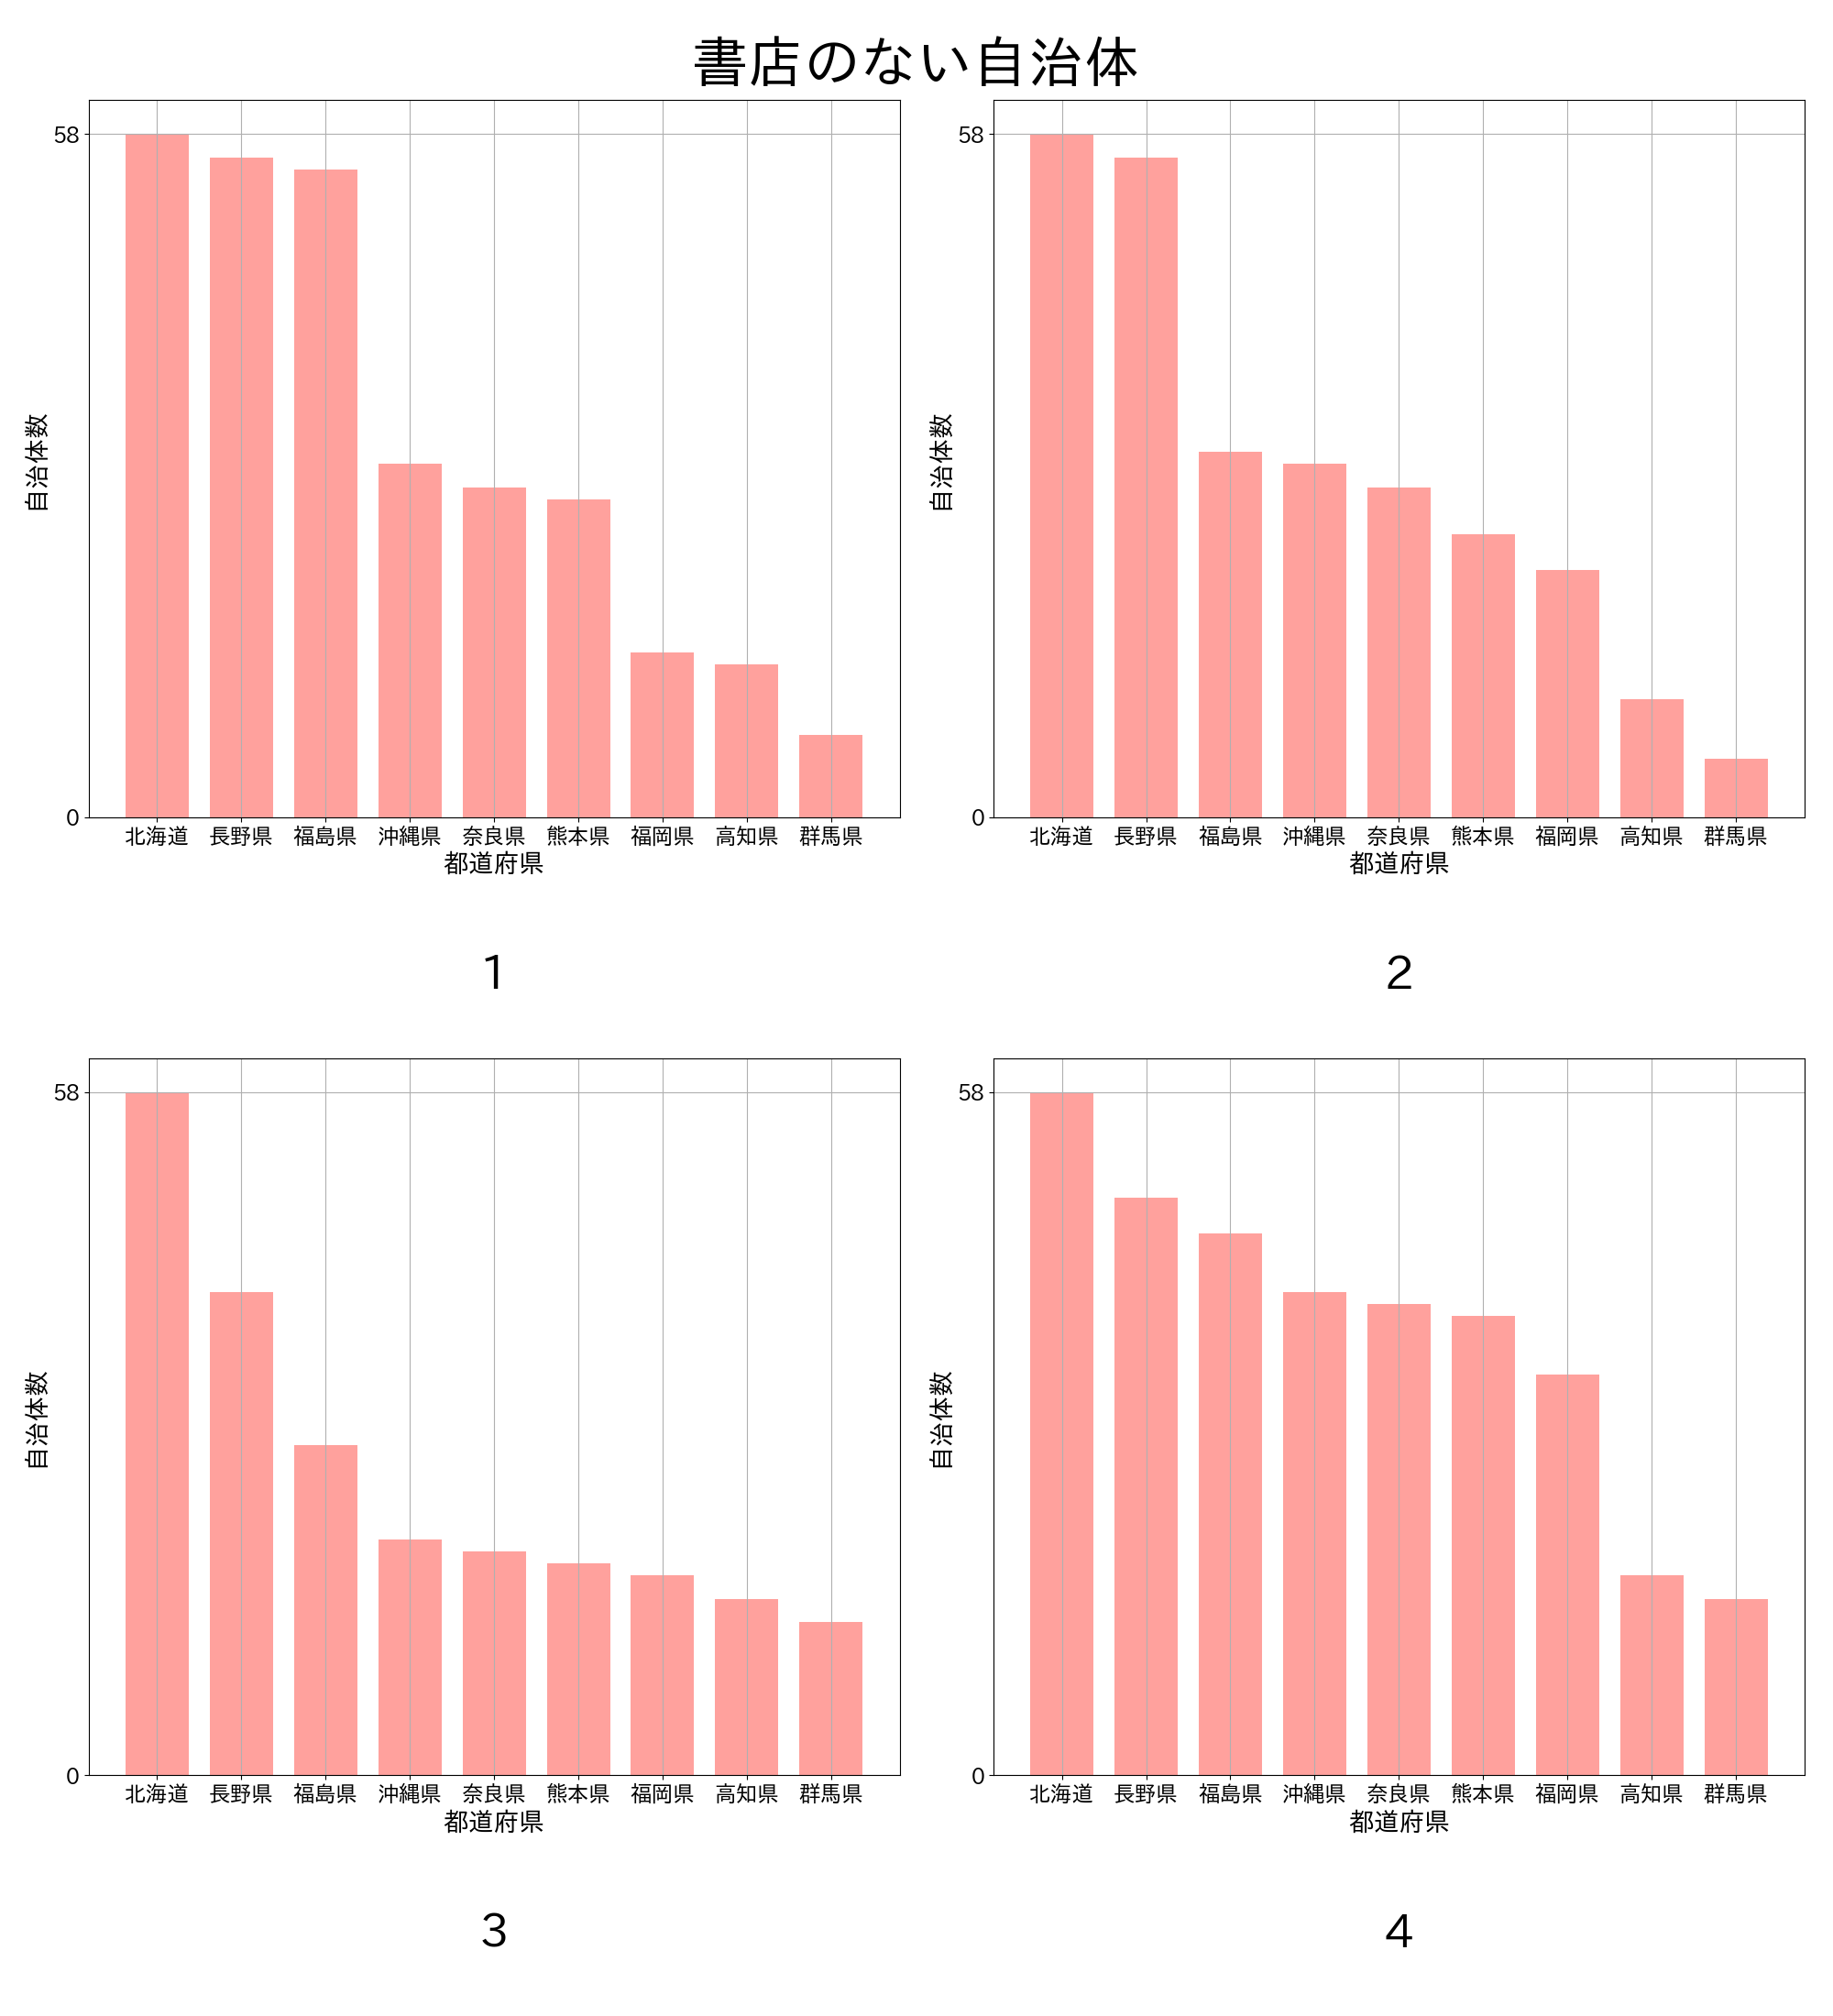 書店のない自治体
58
0
自治体数
北海道 長野県 福島県 沖縄県 奈良県 熊本県 福岡県 高知県 群馬県
都道府県
1
58
0
自治体数
北海道 長野県 福島県 沖縄県 奈良県 熊本県 福岡県 高知県 群馬県
都道府県
2
58
0
自治体数
北海道 長野県 福島県 沖縄県 奈良県 熊本県 福岡県 高知県 群馬県
都道府県
3
58
0
自治体数
北海道 長野県 福島県 沖縄県 奈良県 熊本県 福岡県 高知県 群馬県
都道府県
4